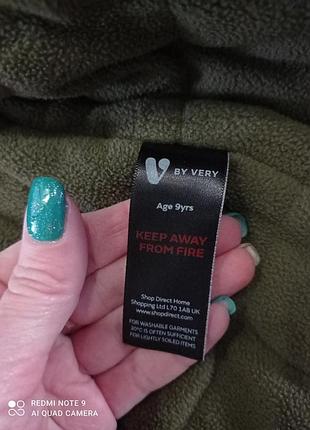 V BY VERY
Age 9yrs
KEEP AWAY
FROM FIRE
Shop Direct Home
Shopping Ltd L70 1AB UK
www.shopdirect.com
FOR WASHABLE GARMENTS
30°C IS OFTEN SUFFICIENT
FOR LIGHTLY SOILED ITEMS
REDMI NOTE 9
AI QUAD CAMERA